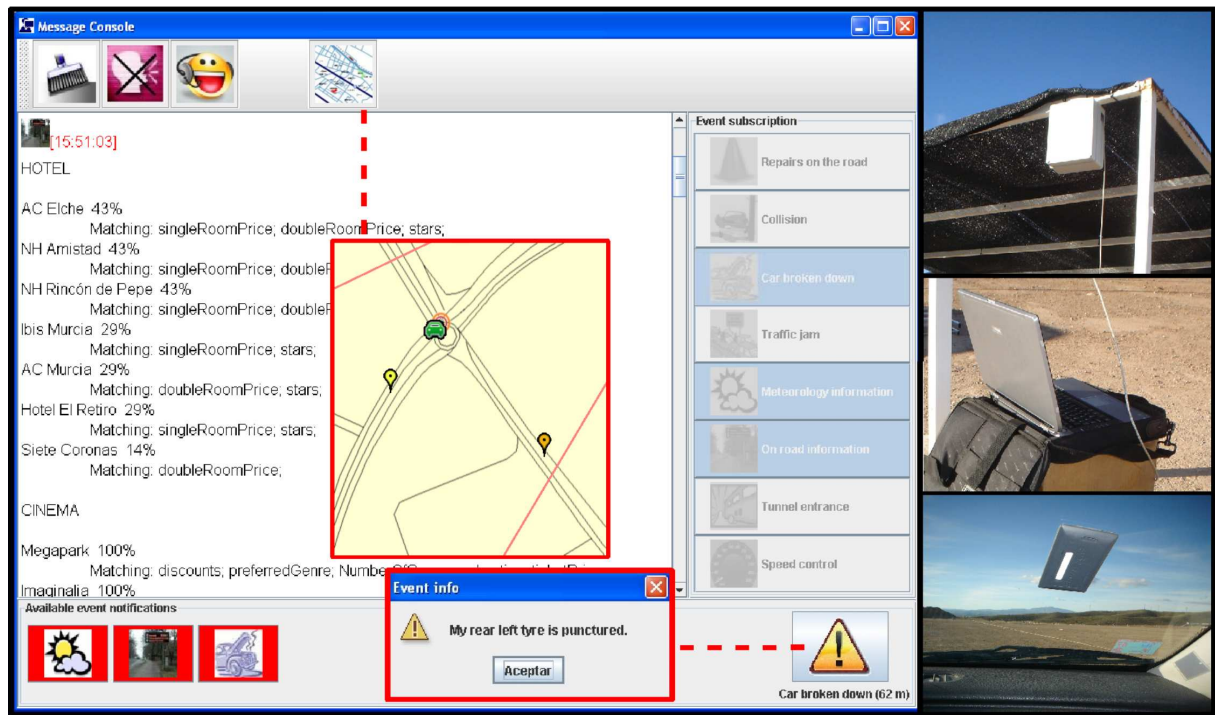 Message Console
[15:51:03]
HOTEL
AC Elche 43%
Matching: singleRoomPrice; doubleRoomPrice; stars;
NH Amistad 43%
Matching: singleRoomPrice; doubleR
NH Rincón de Pepe 43%
Matching: singleRoomPrice; doubleR
Ibis Murcia 29%
Matching: singleRoomPrice; stars;
AC Murcia 29%
Matching: doubleRoomPrice; stars;
Hotel El Retiro 29%
Matching: singleRoomPrice; stars;
Siete Coronas 14%
Matching: doubleRoomPrice;
CINEMA
Megapark 100%
Matching: discounts; preferredGenre;
Imaginalia 100%
Event subscription
Repairs on the road
Collision
Car broken down
Traffic jam
Meteorology information
On road information
Tunnel entrance
Speed control
Available event notifications
Event info
My rear left tyre is punctured.
Aceptar
Car broken down (62 m)